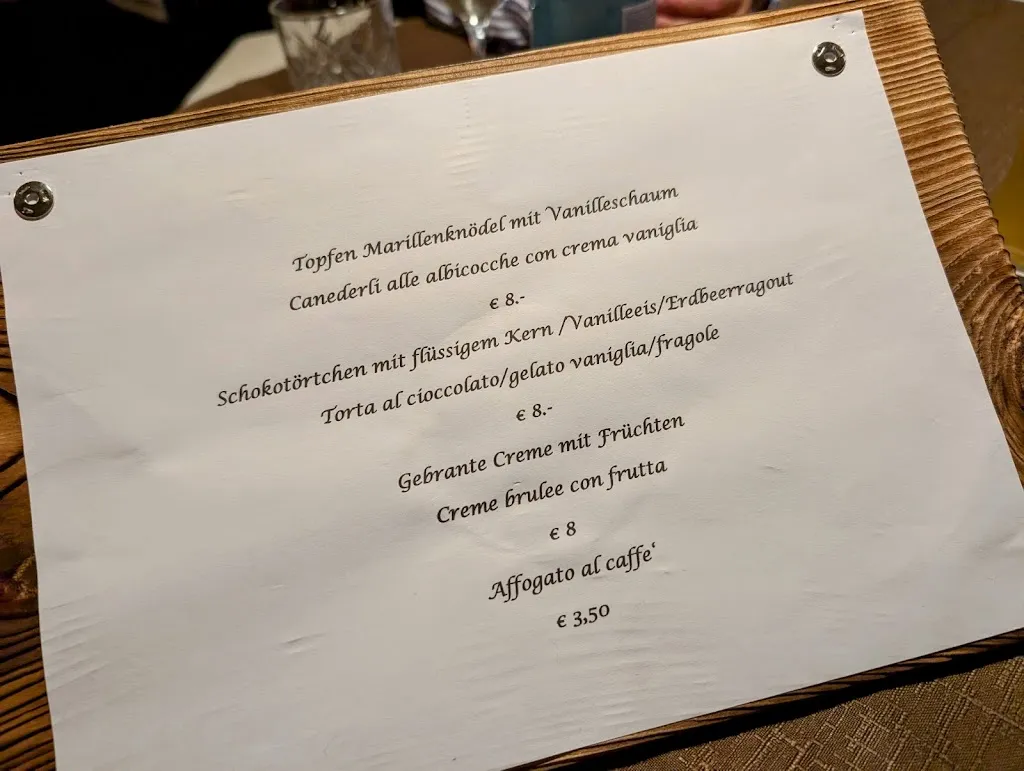 Topfen Marillenknödel mit Vanilleschaum
Canederli alle albicocche con crema vaniglia
€ 8.-
Schokotörtchen mit flüssigem Kern /Vanilleeis/Erdbeerragout
Torta al cioccolato/gelato vaniglia/fragole
€ 8.-
Gebrante Creme mit Früchten
Creme brulee con frutta
€ 8
Affogato al caffe‘
€ 3,50